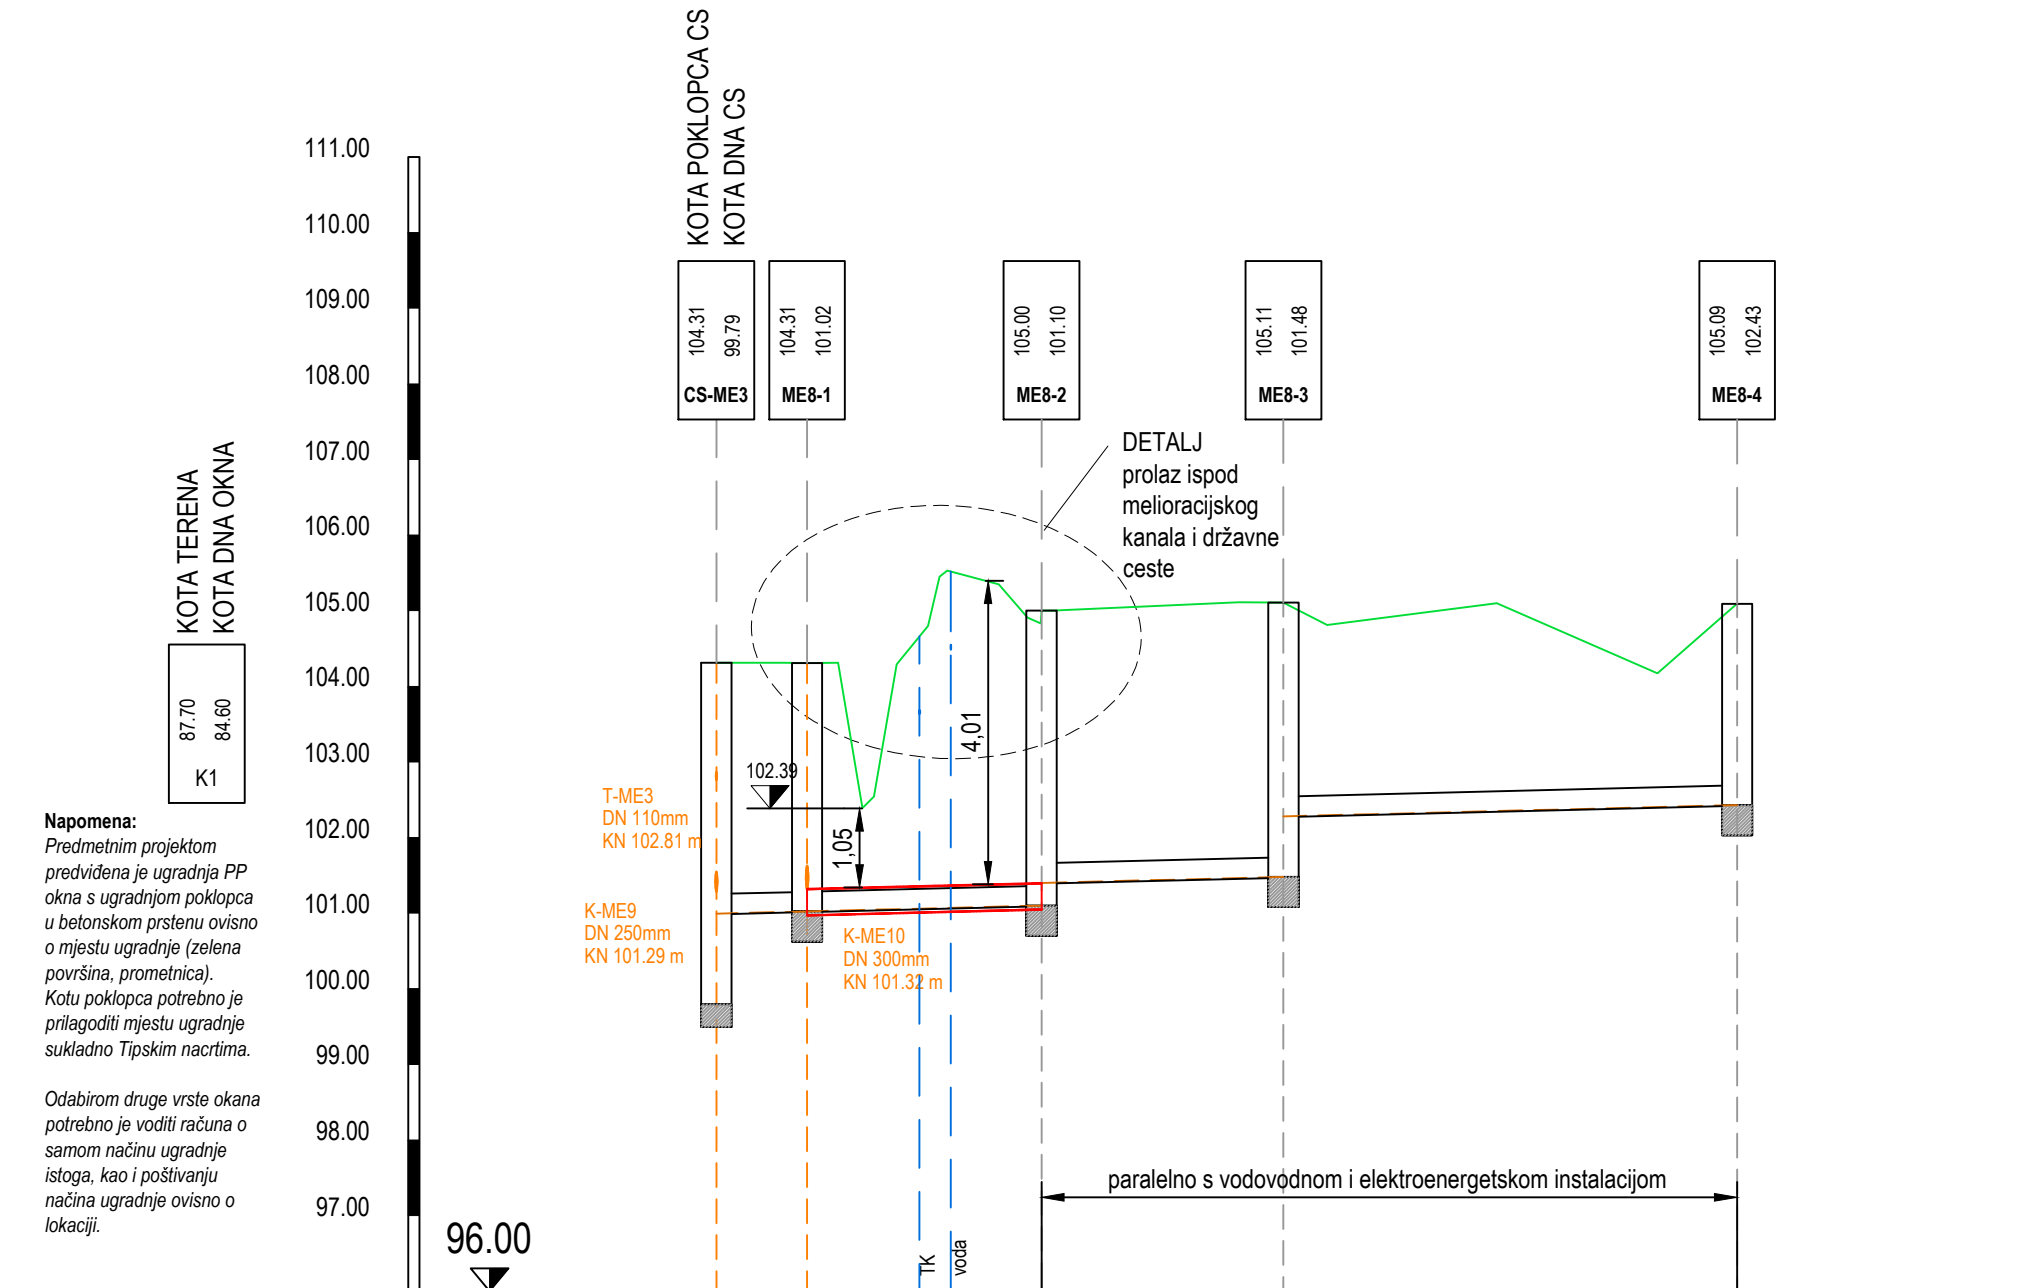 KOTA POKLOPCA CS
KOTA DNA CS
111.00
110.00
109.00
108.00
107.00
106.00
105.00
104.00
103.00
102.00
101.00
100.00
99.00
98.00
97.00
96.00
104.31
99.79
CS-ME3
104.31
101.02
ME8-1
105.00
101.10
ME8-2
105.11
101.48
ME8-3
105.09
102.43
ME8-4
DETALJ
prolaz ispod
melioracijskog
kanala i državne
ceste
KOTA TERENA
KOTA DNA OKNA
87.70
84.60
K1
Napomena:
Predmetnim projektom
predviđena je ugradnja PP
okna s ugradnjom poklopca
u betonskom prstenu ovisno
o mjestu ugradnje (zelena
površina, prometnica).
Kotu poklopca potrebno je
prilagoditi mjestu ugradnje
sukladno Tipskim nacrtima.
Odabirom druge vrste okana
potrebno je voditi računa o
samom načinu ugradnje
istoga, kao i poštivanju
načina ugradnje ovisno o
lokaciji.
102.39
1,05
4,01
T-ME3
DN 110mm
KN 102.81 m
K-ME9
DN 250mm
KN 101.29 m
K-ME10
DN 300mm
KN 101.32 m
paralelno s vodovodnom i elektroenergetskom instalacijom
TK
voda